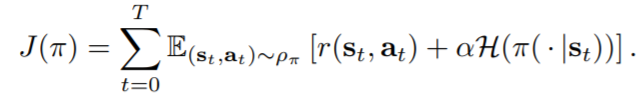 J(π) = ∑_{t=0}^{T} 𝔼_{(s_t,a_t)∼ρ_π} [r(s_t, a_t) + αℋ(π(·|s_t))].